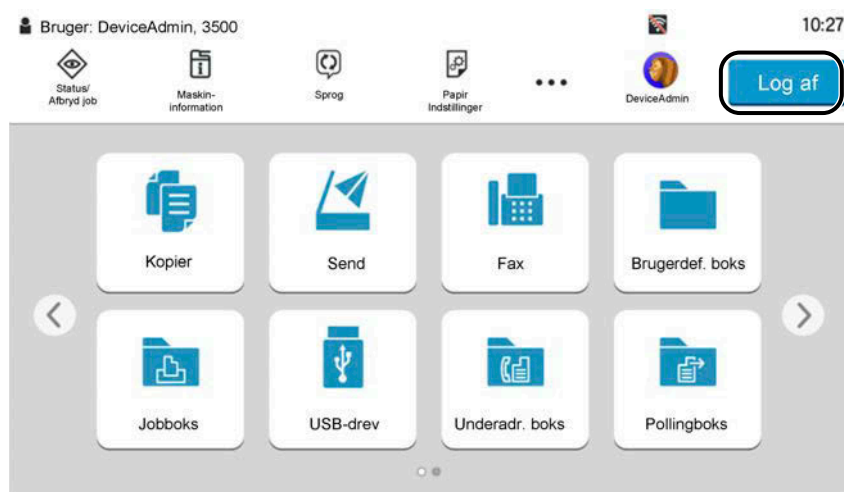 Bruger: DeviceAdmin, 3500
10:27
Status/
Afbryd job
Maskin-
information
Sprog
Papir
Indstillinger
DeviceAdmin
Log af
Kopier
Send
Fax
Brugerdef. boks
Jobboks
USB-drev
Underadr. boks
Pollingboks